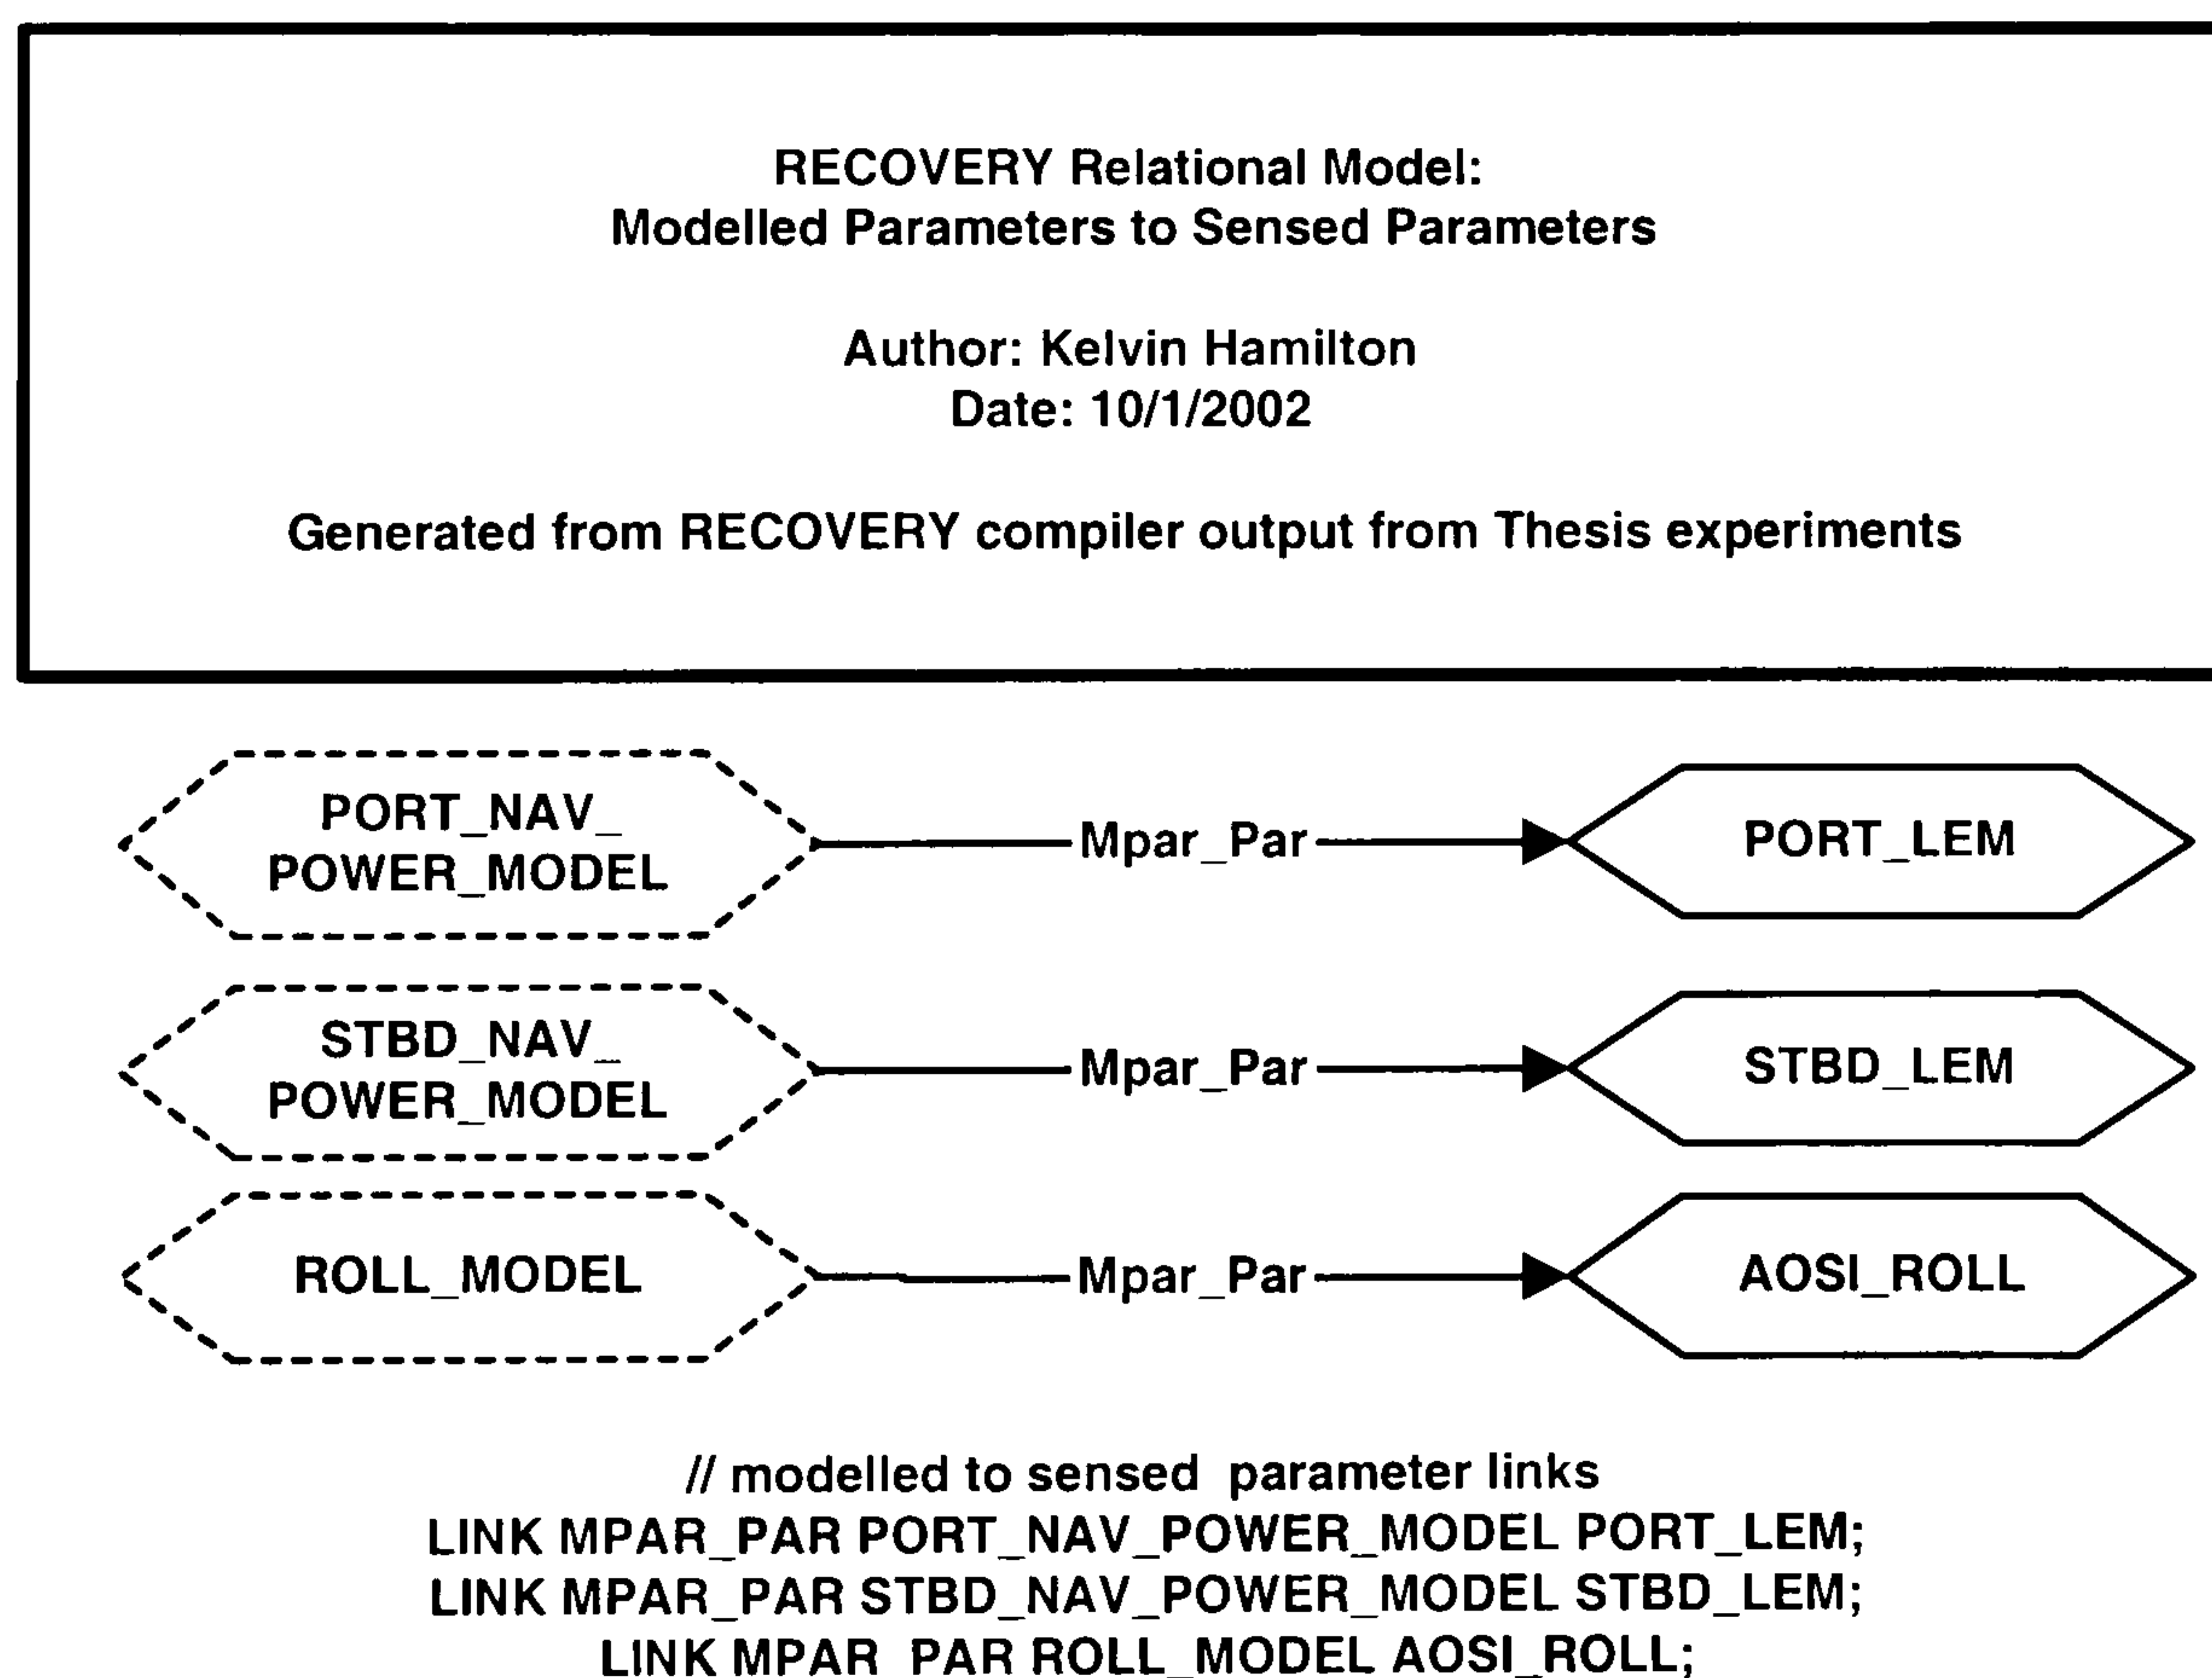 RECOVERY Relational Model:
Modelled Parameters to Sensed Parameters
Author: Kelvin Hamilton
Date: 10/1/2002
Generated from RECOVERY compiler output from Thesis experiments
PORT_NAV_
POWER_MODEL
Mpar_Par
PORT_LEM
STBD_NAV_
POWER_MODEL
Mpar_Par
STBD_LEM
ROLL_MODEL
Mpar_Par
AOSI_ROLL
// modelled to sensed parameter links
LINK MPAR_PAR PORT_NAV_POWER_MODEL PORT_LEM;
LINK MPAR_PAR STBD_NAV_POWER_MODEL STBD_LEM;
LINK MPAR_PAR ROLL_MODEL AOSI_ROLL;